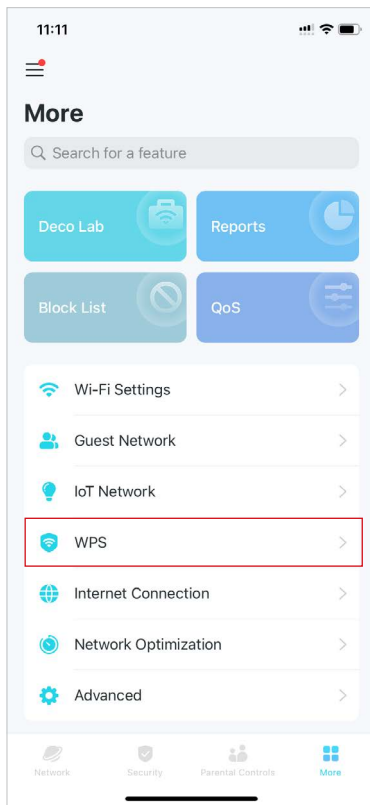 11:11
More
Search for a feature
Deco Lab
Reports
Block List
QoS
Wi-Fi Settings
Guest Network
IoT Network
WPS
Internet Connection
Network Optimization
Advanced
Network Security Parental Controls More